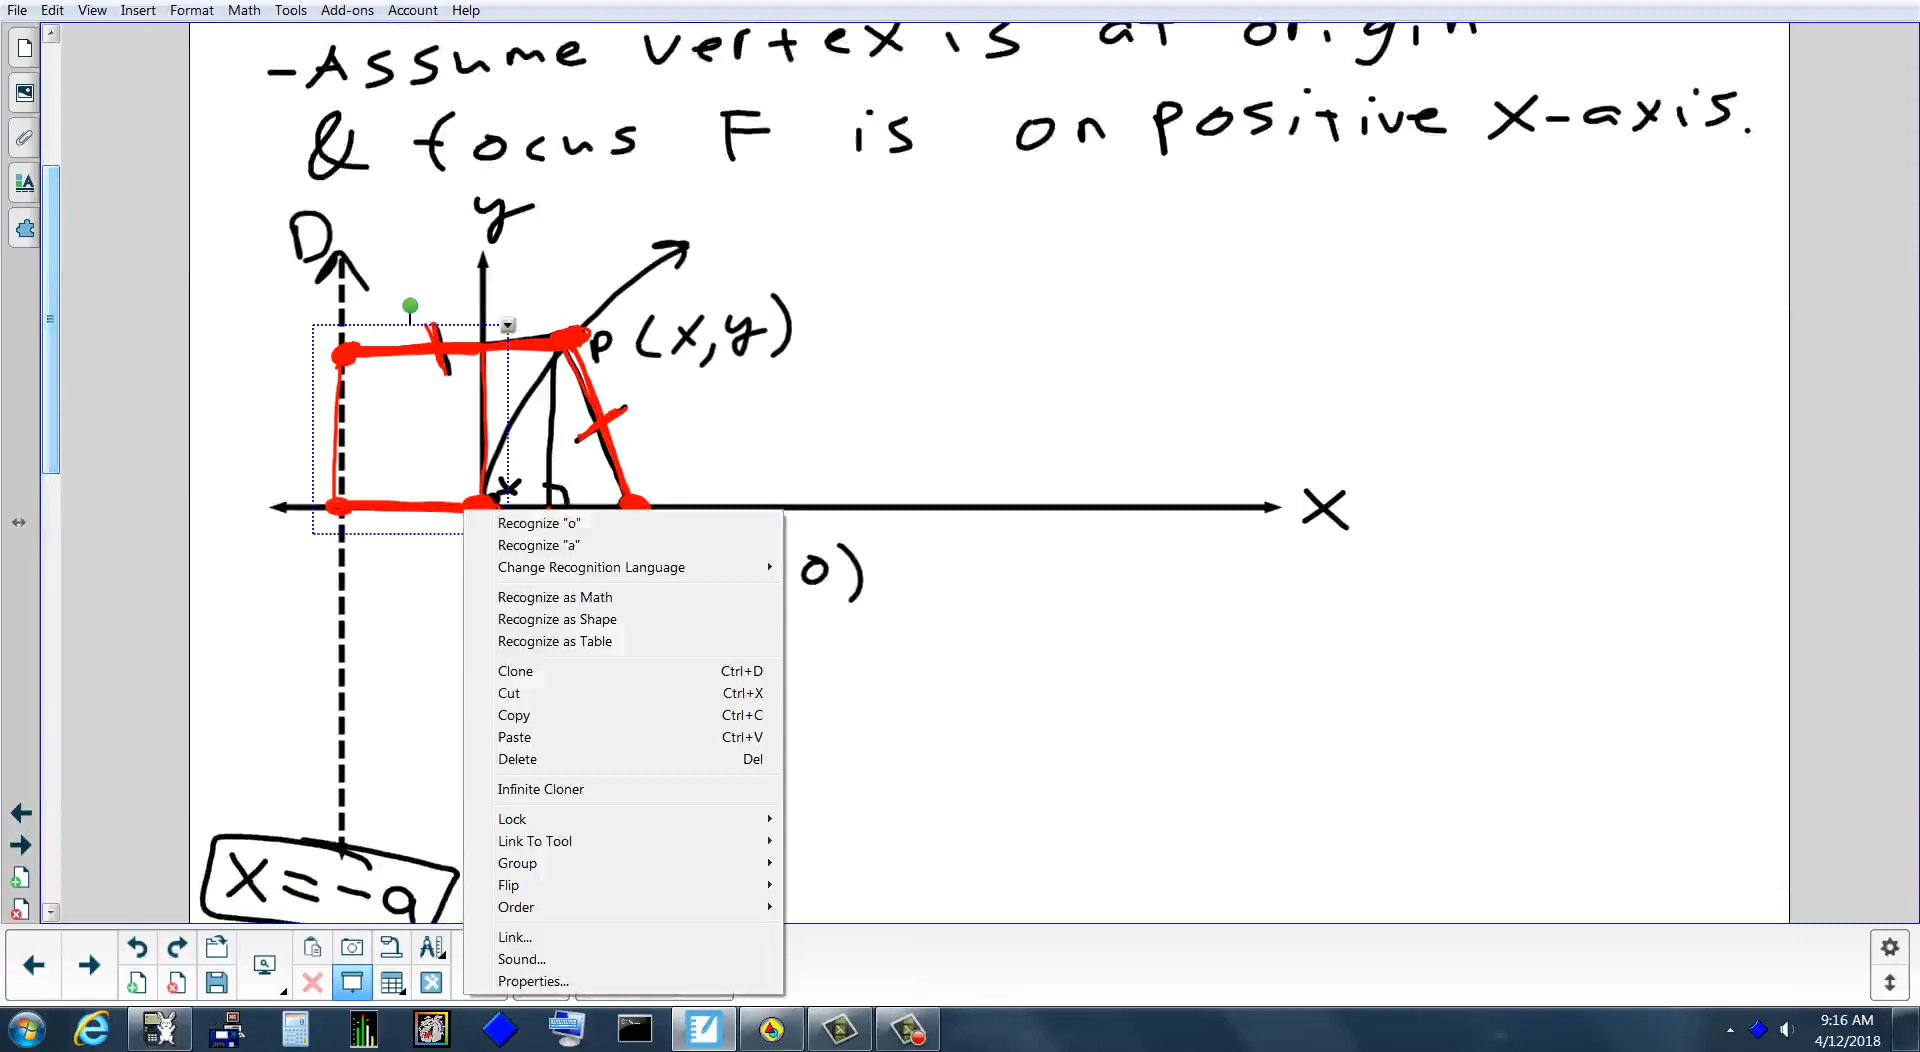 File Edit View Insert Format Math Tools Add-ons Account Help
-Assume vertex is at origin
& focus F is on positive x-axis.
D
y
P (x,y)
x
X
0)
x=-a
Recognize "o"
Recognize "a"
Change Recognition Language
Recognize as Math
Recognize as Shape
Recognize as Table
Clone Ctrl+D
Cut Ctrl+X
Copy Ctrl+C
Paste Ctrl+V
Delete Del
Infinite Cloner
Lock
Link To Tool
Group
Flip
Order
Link...
Sound...
Properties...
9:16 AM
4/12/2018